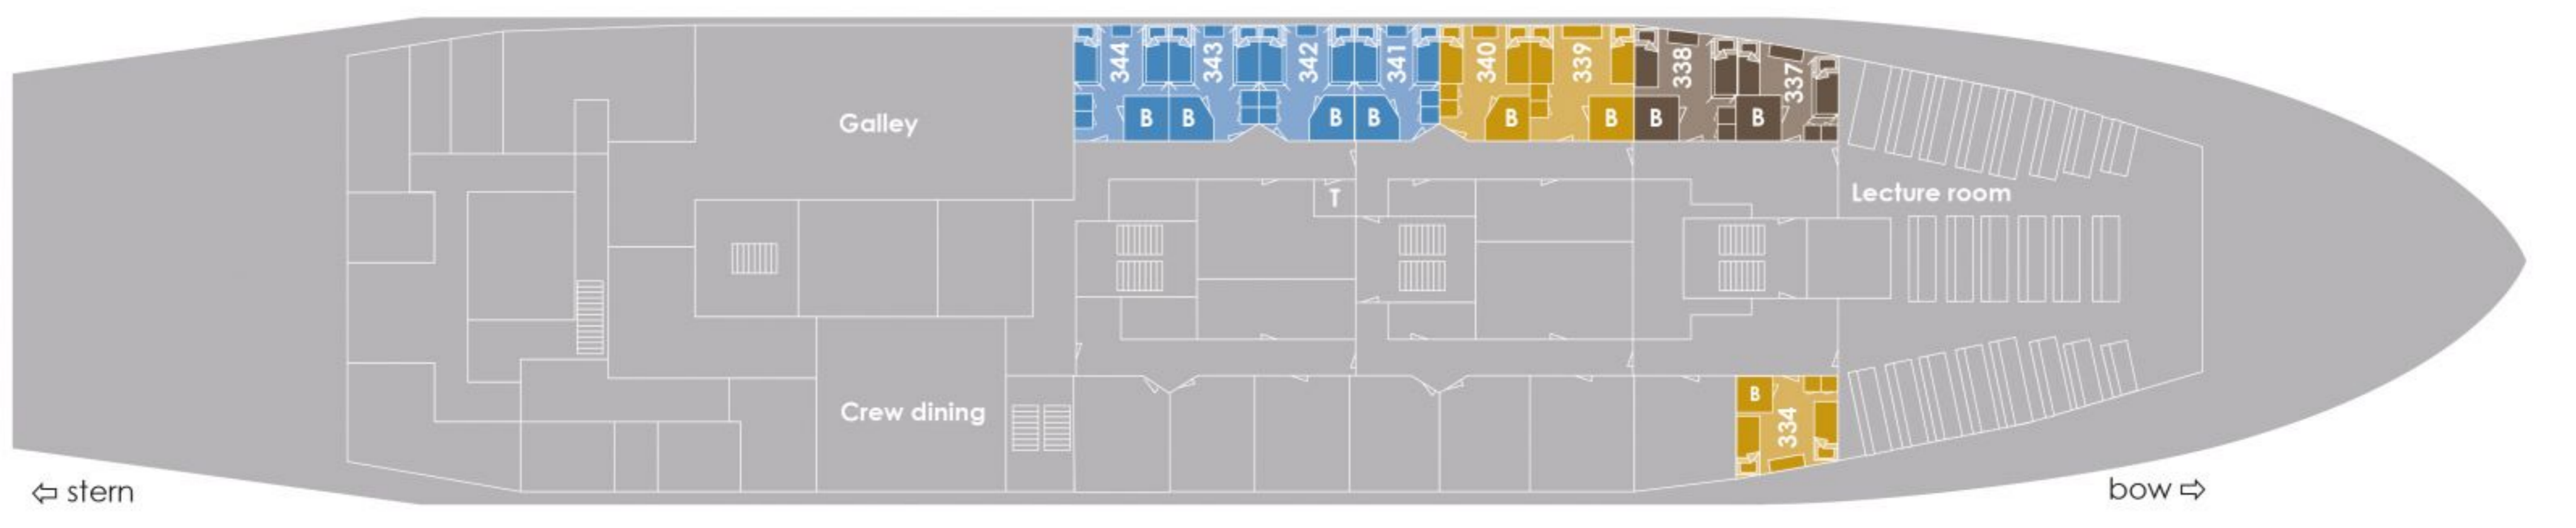 344
343
342
341
340
339
338
337
B
B
B
B
B
B
B
B
Galley
T
Lecture room
B
334
Crew dining
⇦ stern
bow ⇨